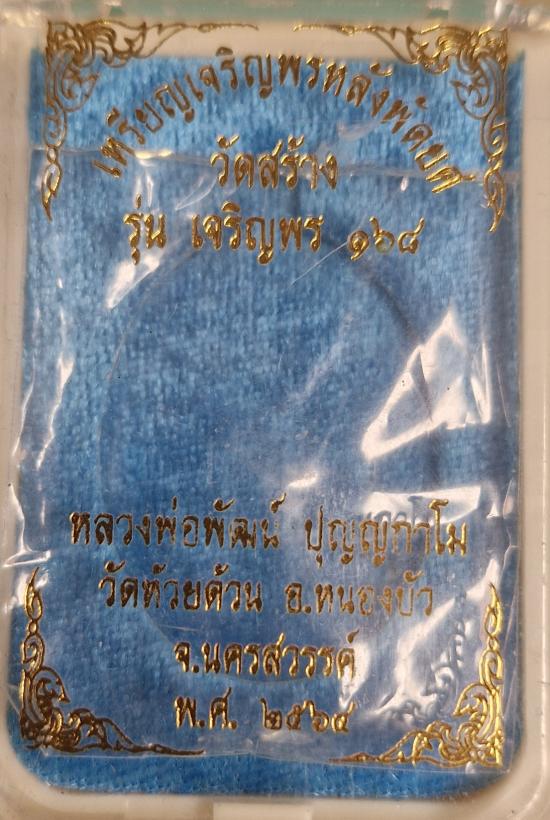 เหรียญเจริญพรหลังพัดยศ
วัดสร้าง
รุ่น เจริญพร ๑๖๘
หลวงพ่อพัฒน์ ปุญญกาโม
วัดห้วยด้วน อ.หนองบัว
จ.นครสวรรค์
พ.ศ. ๒๕๖๔